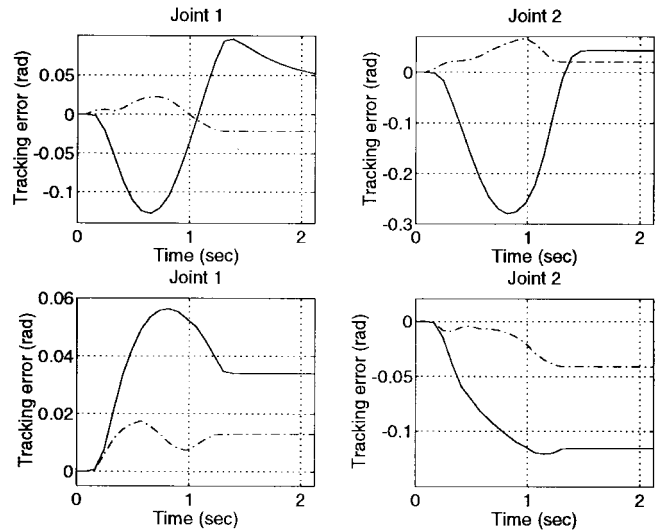 Joint 1
Tracking error (rad)
0.05
0
-0.05
-0.1
0
1
2
Time (sec)
Joint 2
Tracking error (rad)
0
-0.1
-0.2
-0.3
0
1
2
Time (sec)
Joint 1
Tracking error (rad)
0.06
0.04
0.02
0
0
1
2
Time (sec)
Joint 2
Tracking error (rad)
0
-0.05
-0.1
0
1
2
Time (sec)